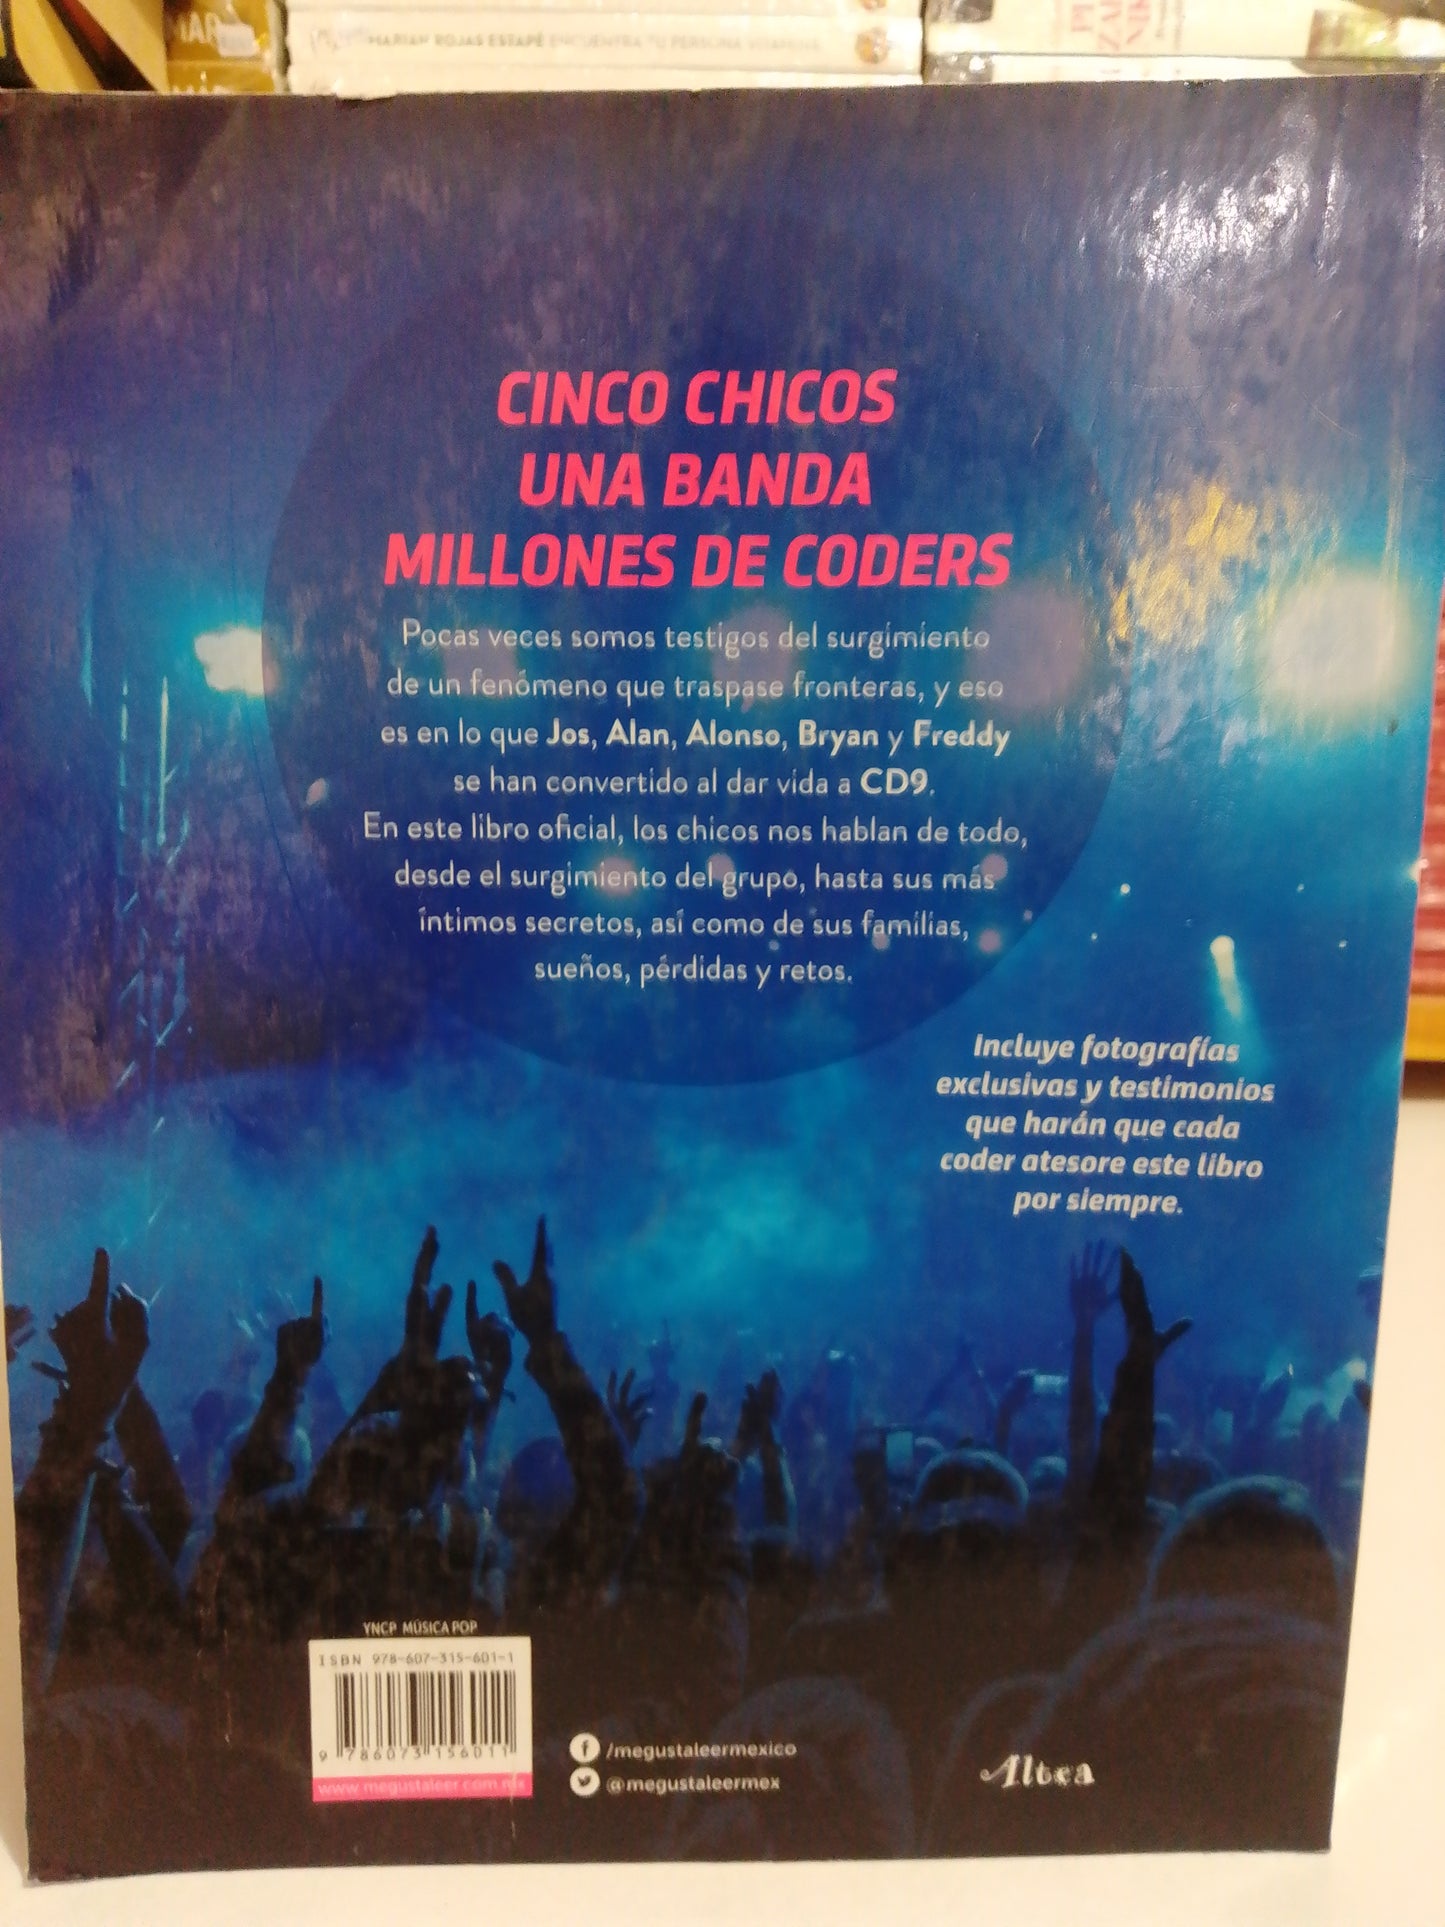 MARIAN ROJAS ESTAPÉ ENCUENTRA TU PERSONA VITAMINA
CINCO CHICOS
UNA BANDA
MILLONES DE CODERS
Pocas veces somos testigos del surgimiento
de un fenómeno que traspase fronteras, y eso
es en lo que Jos, Alan, Alonso, Bryan y Freddy
se han convertido al dar vida a CD9.
En este libro oficial, los chicos nos hablan de todo,
desde el surgimiento del grupo, hasta sus más
íntimos secretos, así como de sus familias,
sueños, pérdidas y retos.
Incluye fotografías
exclusivas y testimonios
que harán que cada
coder atesore este libro
por siempre.
YNCP MÚSICA POP
ISBN 978-607-315-601-1
9 786073 156011
www.megustaleer.com.mx
/megustaleermexico
@megustaleermex
Altea